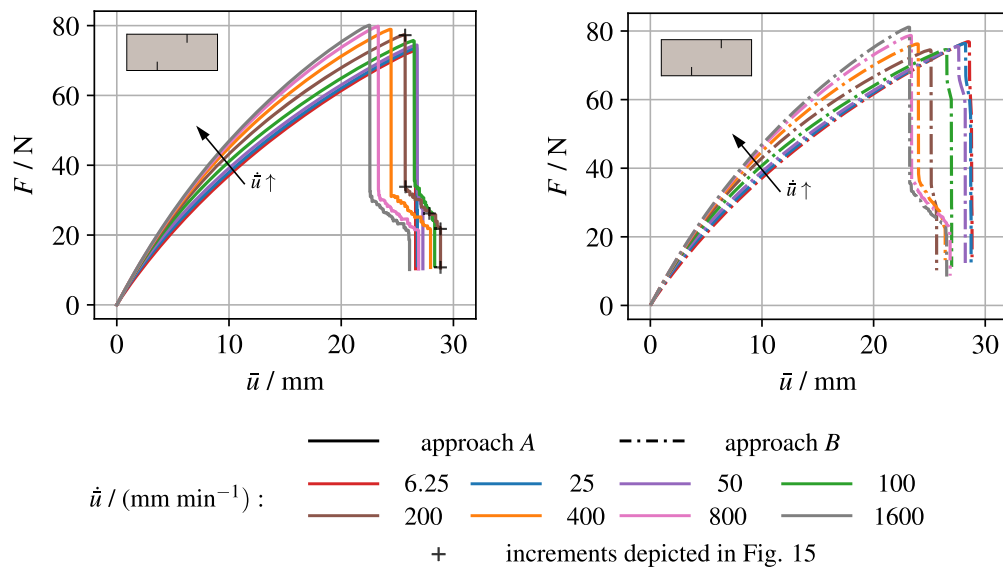 80
60
40
20
0
F / N
u̇̄ ↑
0 10 20 30
ū / mm
80
60
40
20
0
F / N
u̇̄ ↑
0 10 20 30
ū / mm
approach A approach B
u̇̄ / (mm min⁻¹) :
6.25 25 50 100
200 400 800 1600
+ increments depicted in Fig. 15